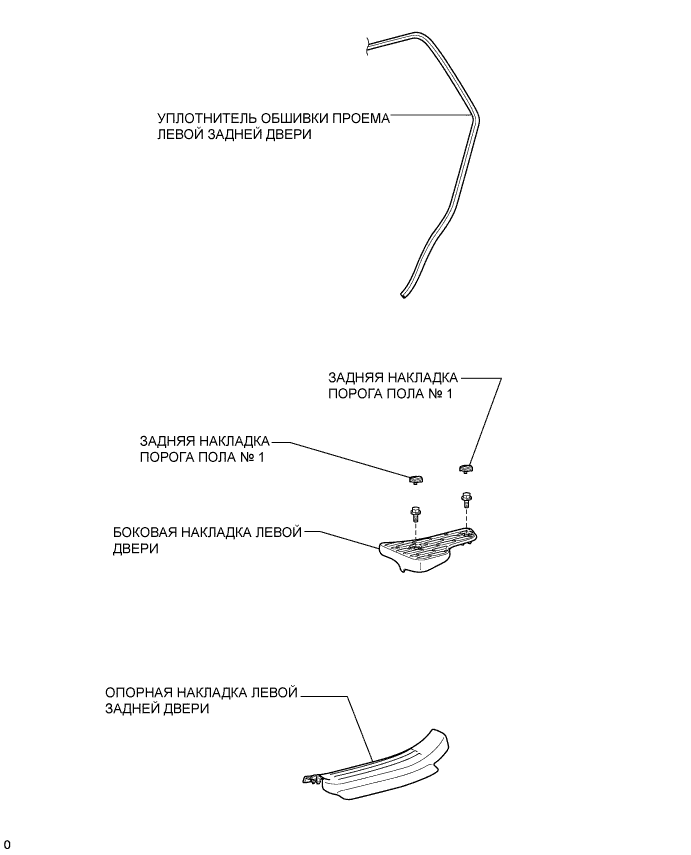 УПЛОТНИТЕЛЬ ОБШИВКИ ПРОЕМА
ЛЕВОЙ ЗАДНЕЙ ДВЕРИ
ЗАДНЯЯ НАКЛАДКА
ПОРОГА ПОЛА № 1
ЗАДНЯЯ НАКЛАДКА
ПОРОГА ПОЛА № 1
БОКОВАЯ НАКЛАДКА ЛЕВОЙ
ДВЕРИ
ОПОРНАЯ НАКЛАДКА ЛЕВОЙ
ЗАДНЕЙ ДВЕРИ
0